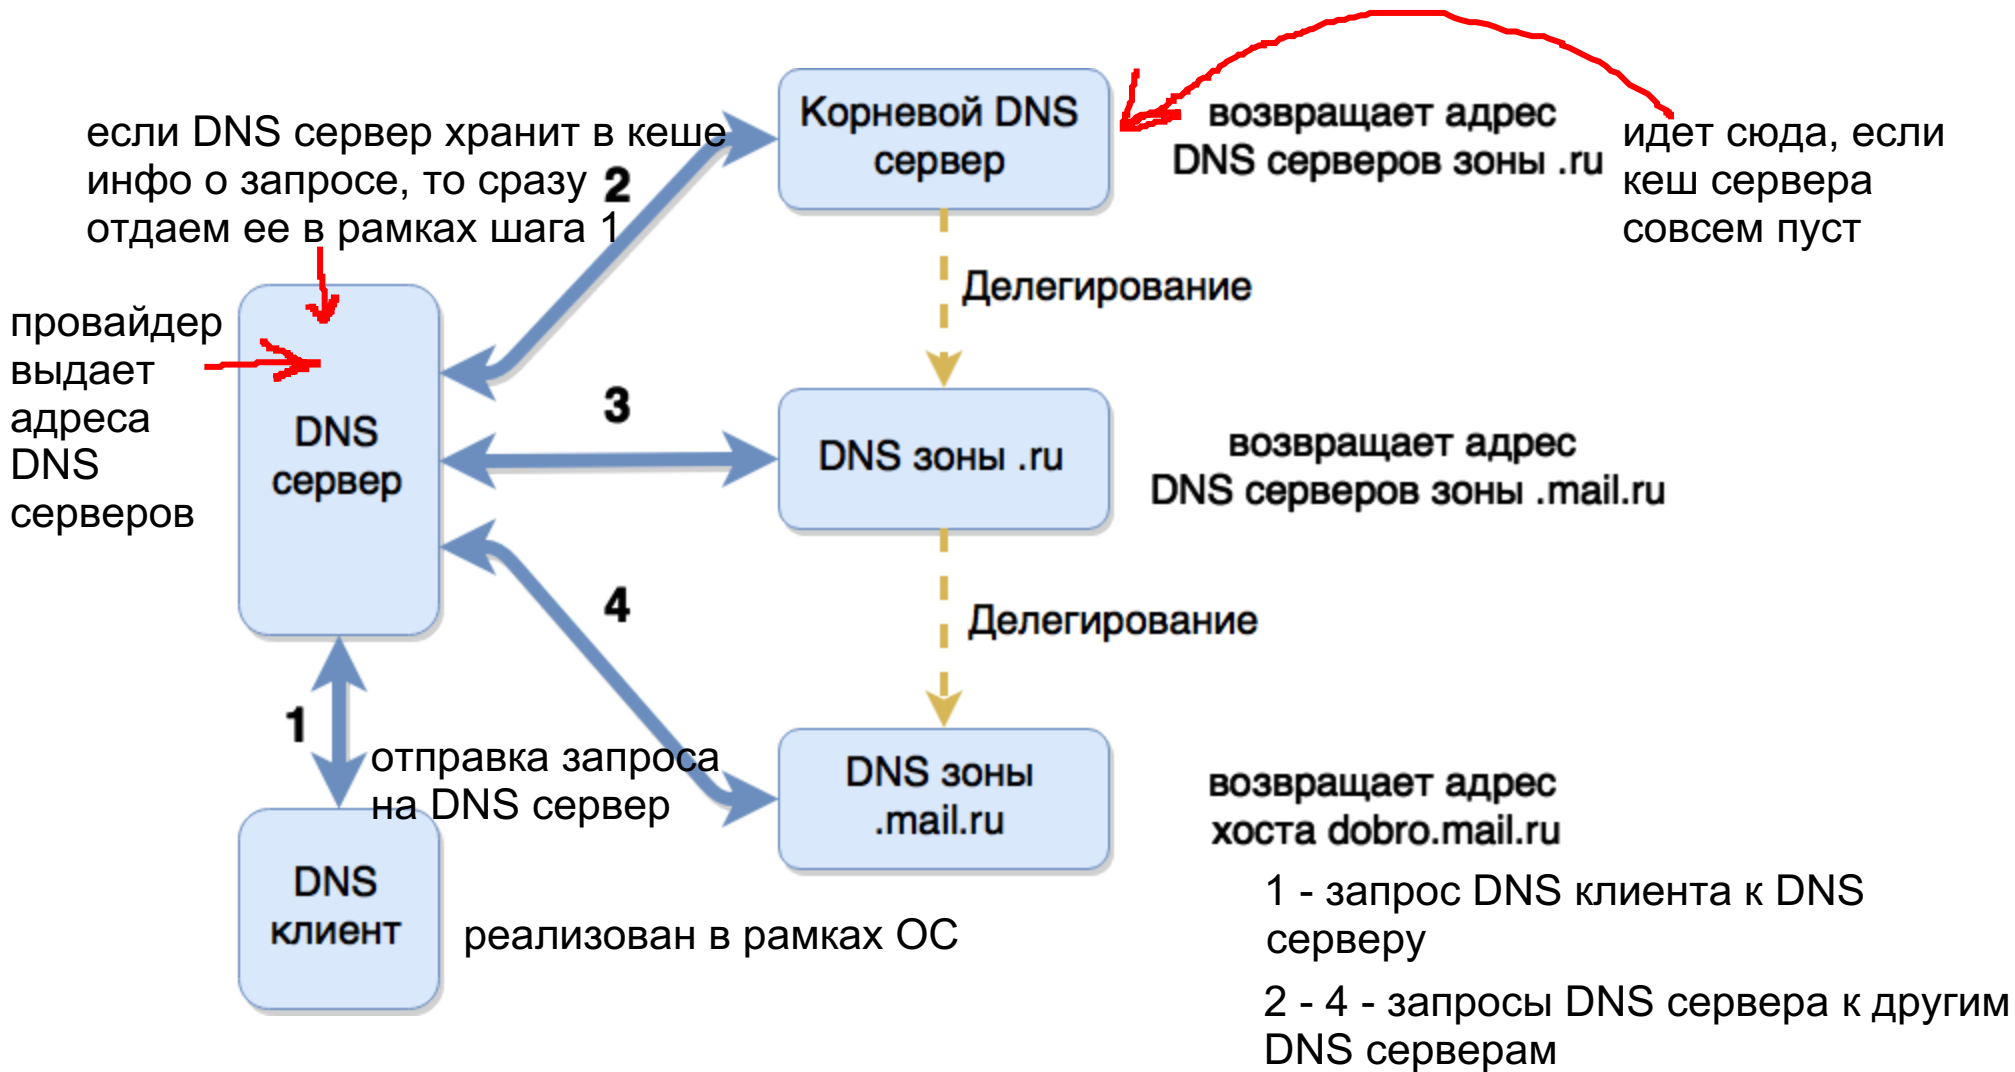 если DNS сервер хранит в кеше
инфо о запросе, то сразу
отдаем ее в рамках шага 1
2
Корневой DNS
сервер
возвращает адрес
DNS серверов зоны .ru
идет сюда, если
кеш сервера
совсем пуст
Делегирование
провайдер
выдает
адреса
DNS
серверов
DNS
сервер
3
DNS зоны .ru
возвращает адрес
DNS серверов зоны .mail.ru
4
Делегирование
1
отправка запроса
на DNS сервер
DNS зоны
.mail.ru
возвращает адрес
хоста dobro.mail.ru
DNS
клиент
реализован в рамках ОС
1 - запрос DNS клиента к DNS
серверу
2 - 4 - запросы DNS сервера к другим
DNS серверам